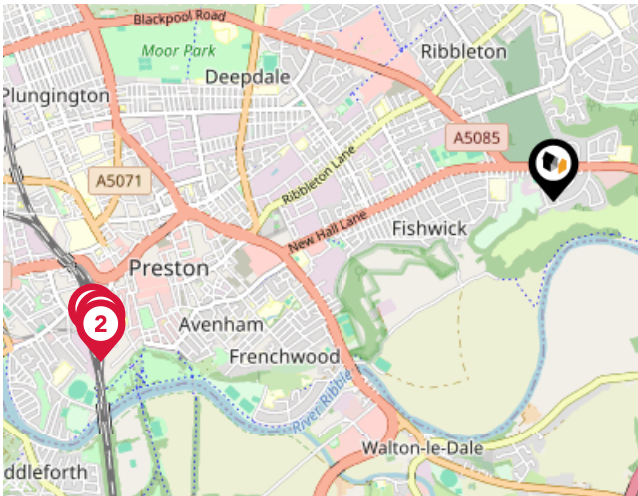 Blackpool Road
Moor Park
Ribbleton
Deepdale
Plungington
A5085
Ribbleton Lane
A5071
New Hall Lane
Fishwick
Preston
2
Avenham
Frenchwood
River Ribble
Walton-le-Dale
ddleforth